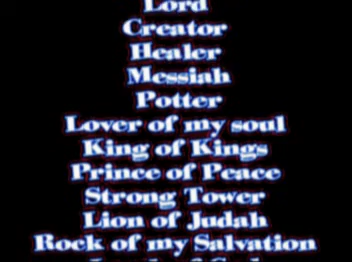 Lord
Creator
Healer
Messiah
Potter
Lover of my soul
King of Kings
Prince of Peace
Strong Tower
Lion of Judah
Rock of my Salvation